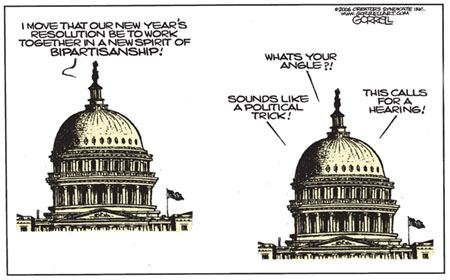 ©2006 CREATORS SYNDICATE INC.
WWW.GORRELLART.COM
GORRELL
I MOVE THAT OUR NEW YEAR'S
RESOLUTION BE TO WORK
TOGETHER IN A NEW SPIRIT OF
BIPARTISANSHIP!
WHATS YOUR
ANGLE?!
SOUNDS LIKE
A POLITICAL
TRICK!
THIS CALLS
FOR A
HEARING!